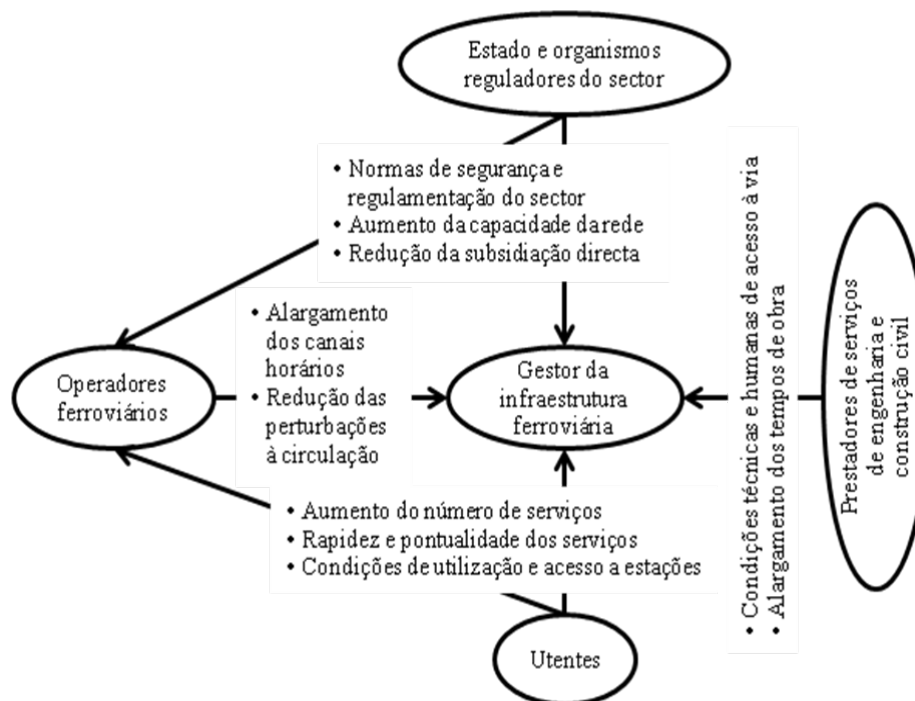 Estado e organismos
reguladores do sector
• Normas de segurança e
regulamentação do sector
• Aumento da capacidade da rede
• Redução da subsidiação directa
• Alargamento
dos canais
horários
• Redução das
perturbações
à circulação
Operadores
ferroviários
Gestor da
infraestrutura
ferroviária
• Condições técnicas e humanas de acesso à via
• Alargamento dos tempos de obra
Prestadores de serviços
de engenharia e
construção civil
• Aumento do número de serviços
• Rapidez e pontualidade dos serviços
• Condições de utilização e acesso a estações
Utentes